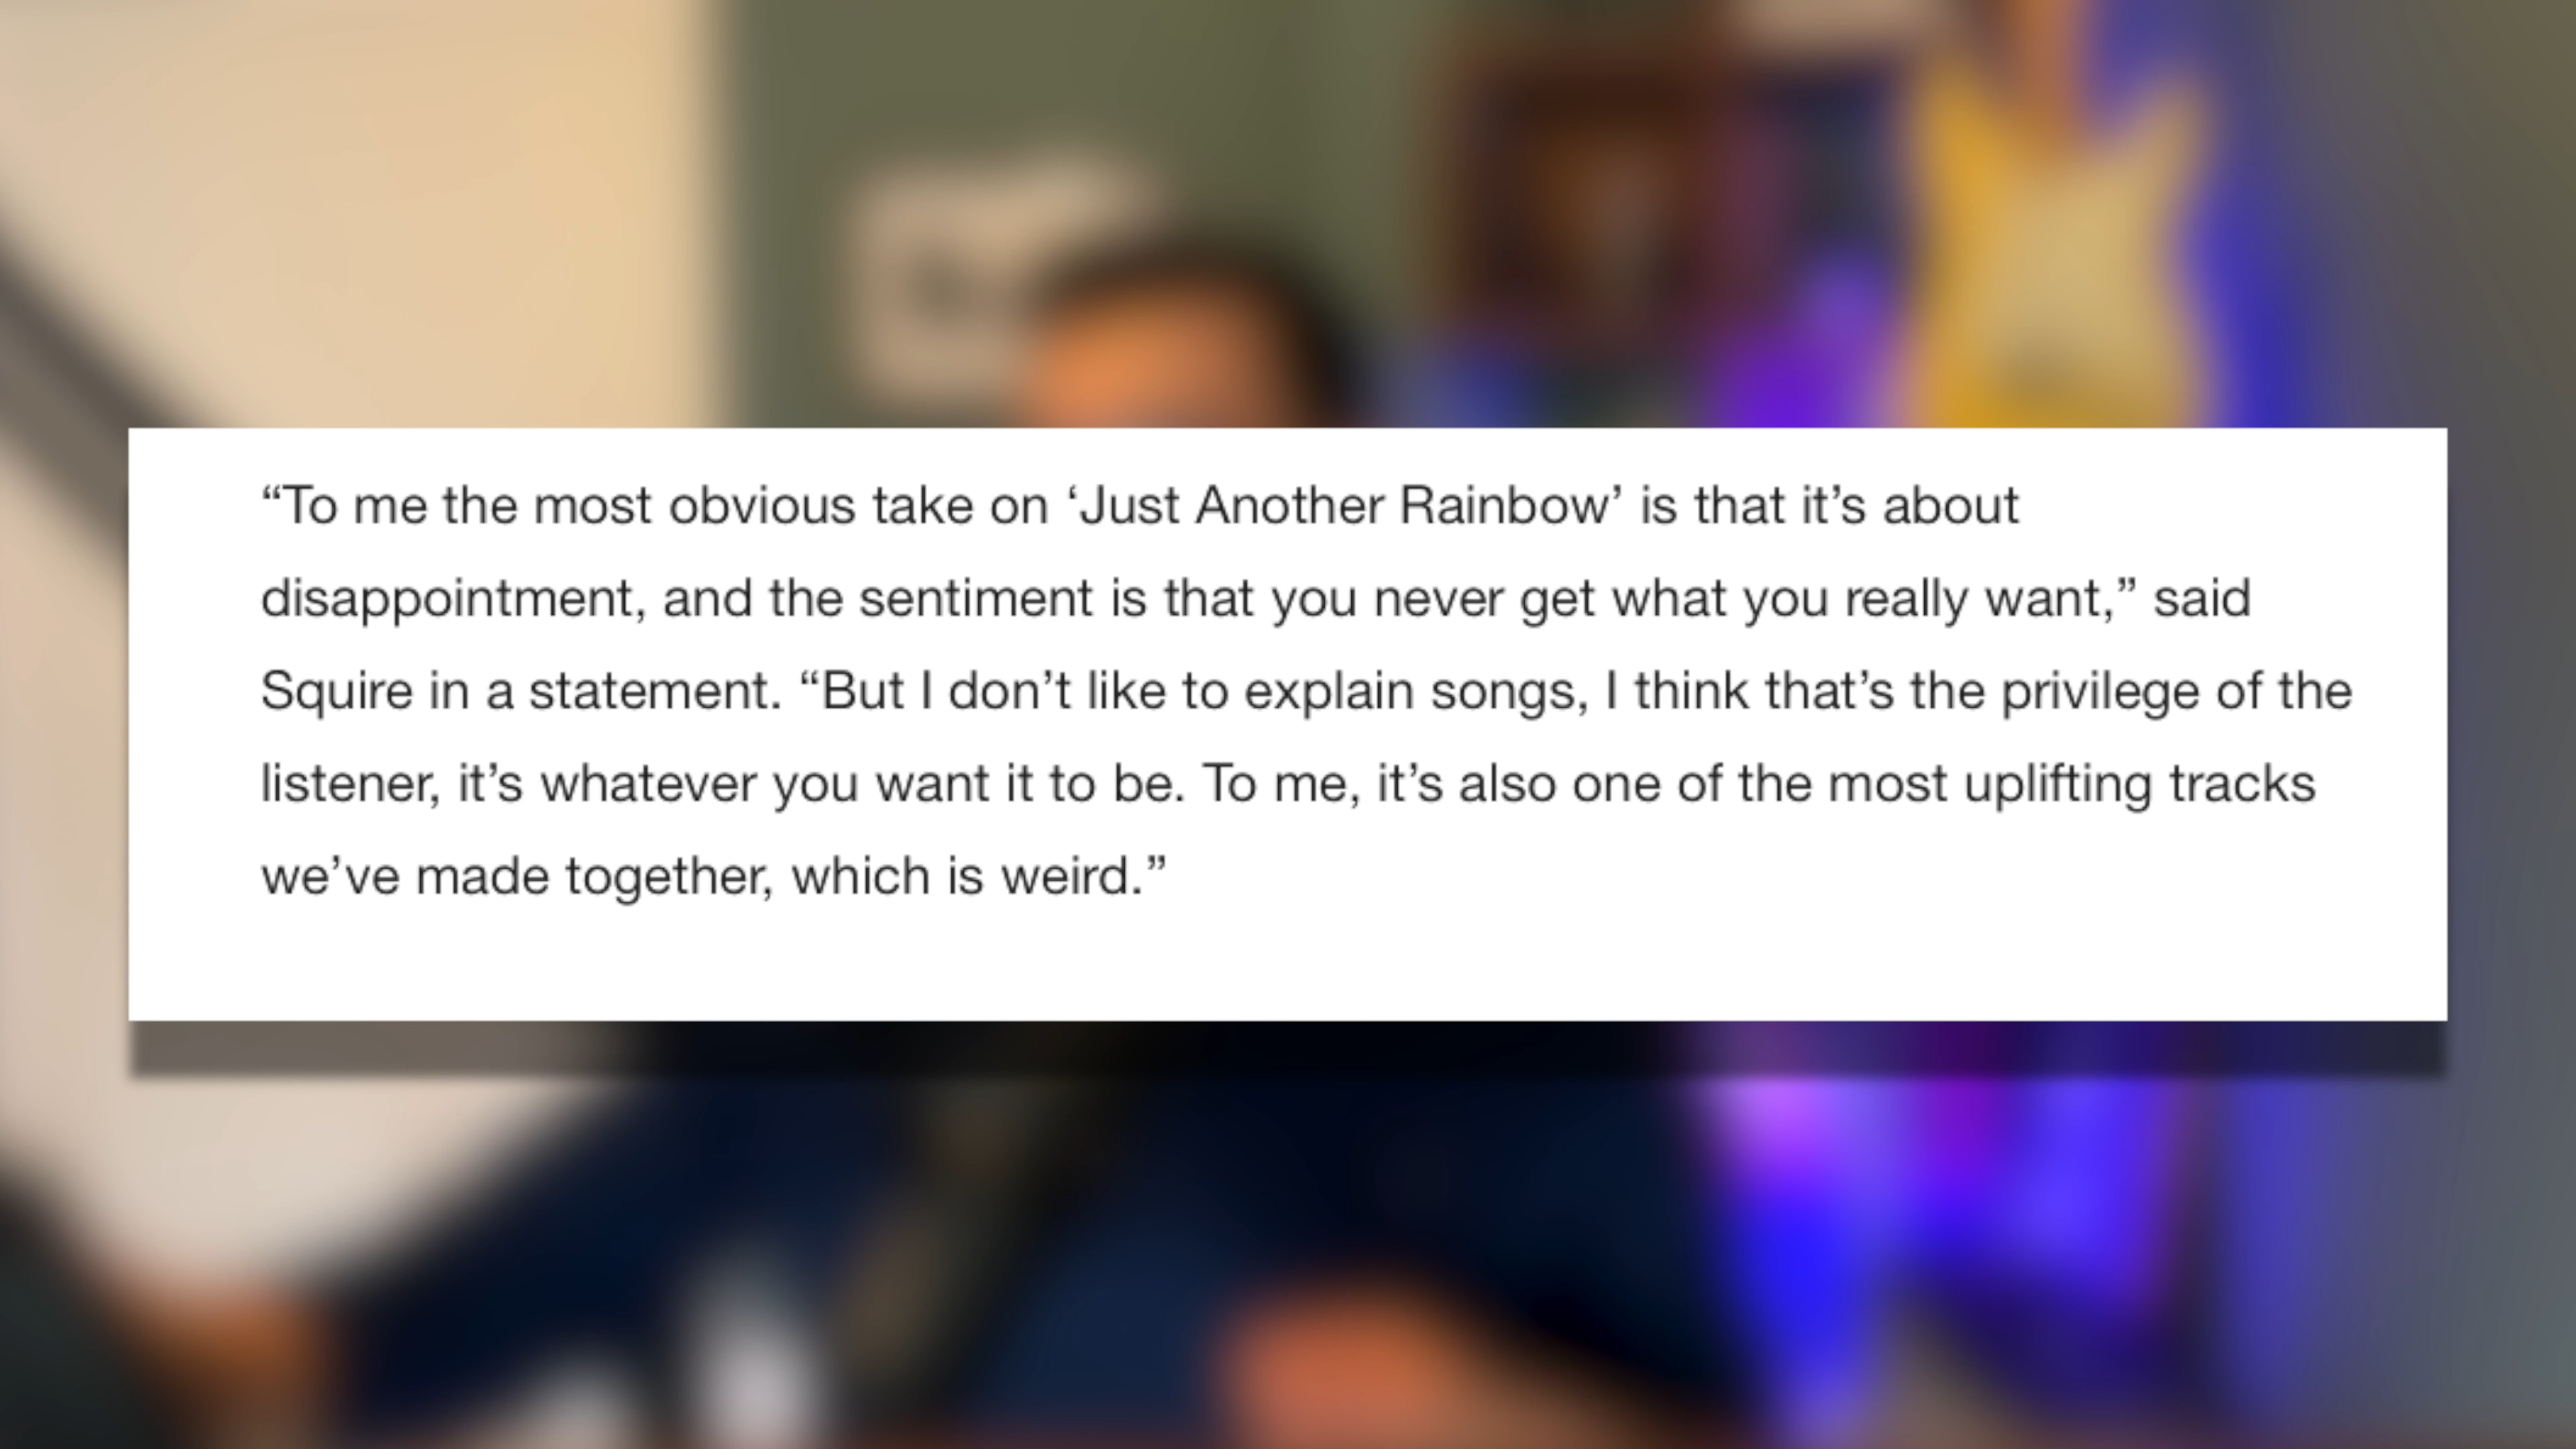 “To me the most obvious take on ‘Just Another Rainbow’ is that it’s about
disappointment, and the sentiment is that you never get what you really want,” said
Squire in a statement. “But I don’t like to explain songs, I think that’s the privilege of the
listener, it’s whatever you want it to be. To me, it’s also one of the most uplifting tracks
we’ve made together, which is weird.”